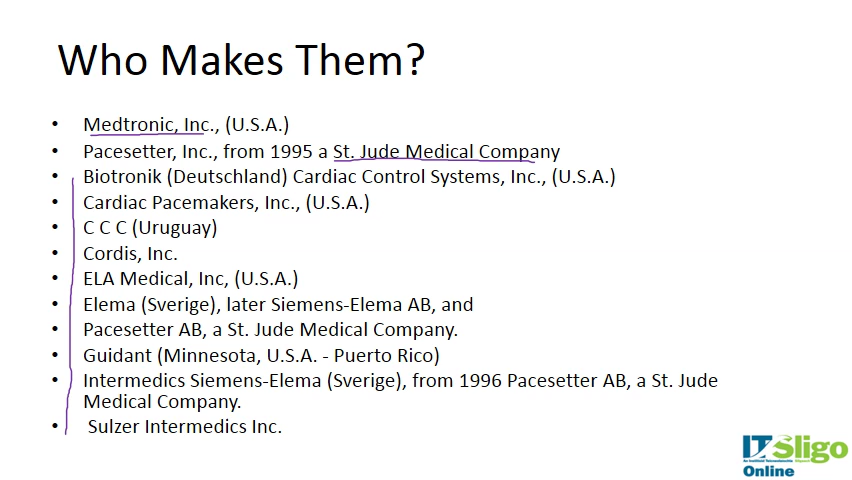 Who Makes Them?
• Medtronic, Inc., (U.S.A.)
• Pacesetter, Inc., from 1995 a St. Jude Medical Company
• Biotronik (Deutschland) Cardiac Control Systems, Inc., (U.S.A.)
• Cardiac Pacemakers, Inc., (U.S.A.)
• C C C (Uruguay)
• Cordis, Inc.
• ELA Medical, Inc, (U.S.A.)
• Elema (Sverige), later Siemens-Elema AB, and
• Pacesetter AB, a St. Jude Medical Company.
• Guidant (Minnesota, U.S.A. - Puerto Rico)
• Intermedics Siemens-Elema (Sverige), from 1996 Pacesetter AB, a St. Jude
Medical Company.
• Sulzer Intermedics Inc.
IT Sligo
Online